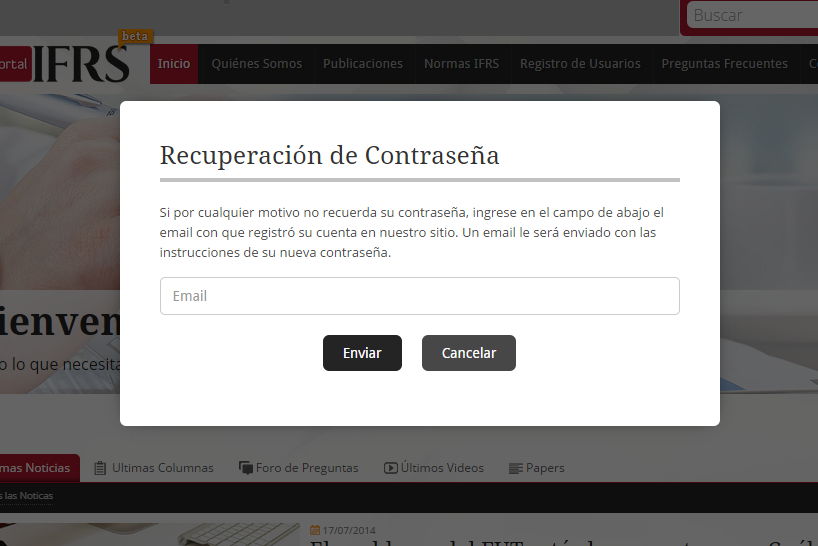 Buscar
beta
ortal IFRS
Inicio Quiénes Somos Publicaciones Normas IFRS Registro de Usuarios Preguntas Frecuentes
Recuperación de Contraseña
Si por cualquier motivo no recuerda su contraseña, ingrese en el campo de abajo el
email con que registró su cuenta en nuestro sitio. Un email le será enviado con las
instrucciones de su nueva contraseña.
Email
Enviar Cancelar
ienven
o lo que necesita
mas Noticias Ultimas Columnas Foro de Preguntas Últimos Videos Papers
s las Noticas
17/07/2014